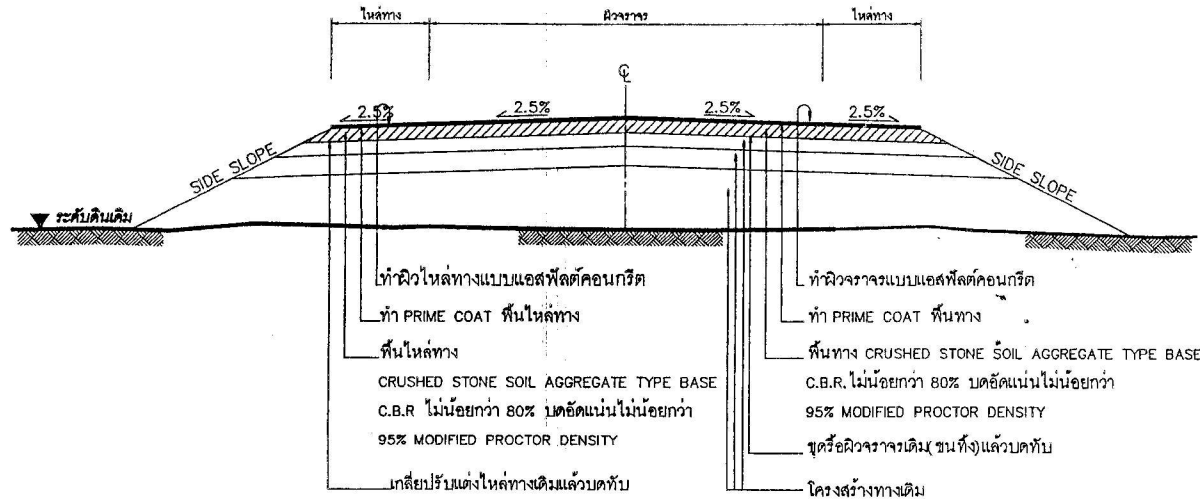 ไหล่ทาง ผิวจราจร ไหล่ทาง
℄
2.5% 2.5% 2.5% 2.5%
SIDE SLOPE SIDE SLOPE
ระดับดินเดิม
ทำผิวไหล่ทางแบบแอสฟัลต์คอนกรีต
ทำ PRIME COAT พื้นไหล่ทาง
พื้นไหล่ทาง
CRUSHED STONE SOIL AGGREGATE TYPE BASE
C.B.R ไม่น้อยกว่า 80% บดอัดแน่นไม่น้อยกว่า
95% MODIFIED PROCTOR DENSITY
เกลี่ยปรับแต่งไหล่ทางเดิมแล้วบดทับ
ทำผิวจราจรแบบแอสฟัลต์คอนกรีต
ทำ PRIME COAT พื้นทาง
พื้นทาง CRUSHED STONE SOIL AGGREGATE TYPE BASE
C.B.R. ไม่น้อยกว่า 80% บดอัดแน่นไม่น้อยกว่า
95% MODIFIED PROCTOR DENSITY
ขุดรื้อผิวจราจรเดิม(ขนทิ้ง)แล้วบดทับ
โครงสร้างทางเดิม